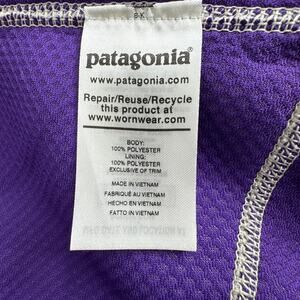 patagonia®
www.patagonia.com
Repair/Reuse/Recycle
this product at
www.wornwear.com
BODY:
100% POLYESTER
LINING:
100% POLYESTER
EXCLUSIVE OF TRIM
MADE IN VIETNAM
FABRIQUÉ AU VIETNAM
HECHO EN VIETNAM
FATTO IN VIETNAM